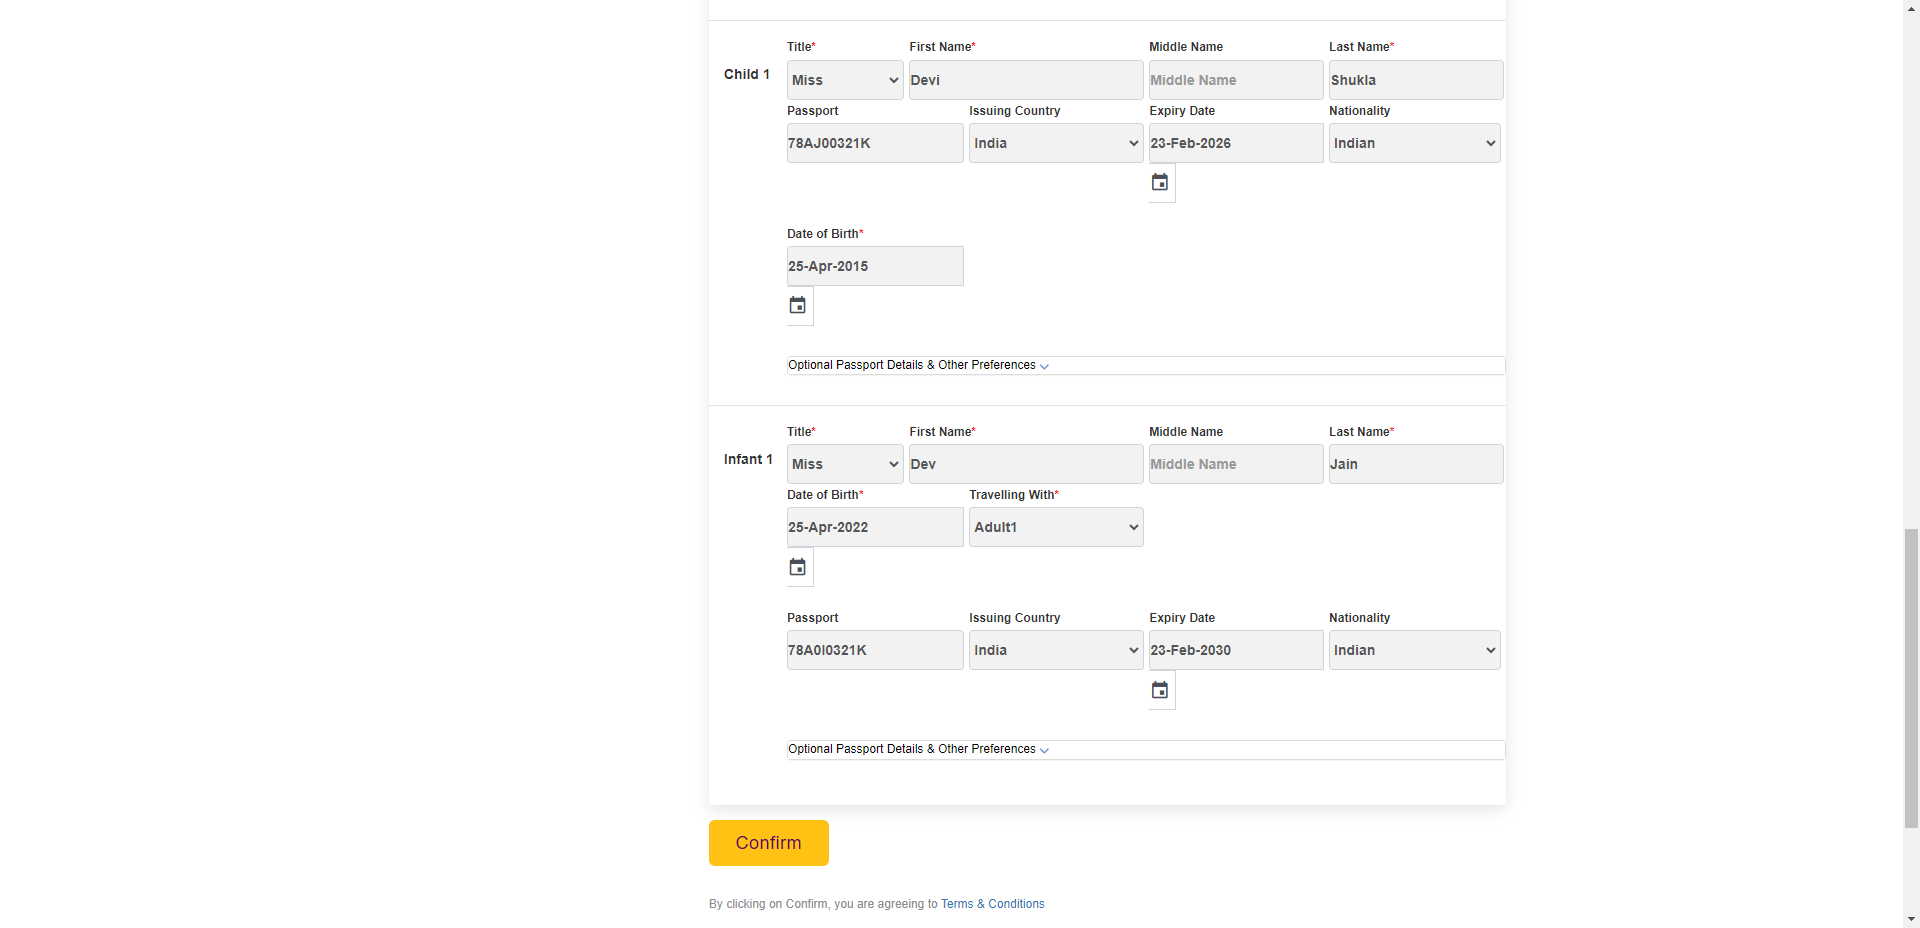 Title* First Name* Middle Name Last Name*
Child 1 Miss Devi Middle Name Shukla
Passport Issuing Country Expiry Date Nationality
78AJ00321K India 23-Feb-2026 Indian
Date of Birth*
25-Apr-2015
Optional Passport Details & Other Preferences
Title* First Name* Middle Name Last Name*
Infant 1 Miss Dev Middle Name Jain
Date of Birth* Travelling With*
25-Apr-2022 Adult1
Passport Issuing Country Expiry Date Nationality
78A0I0321K India 23-Feb-2030 Indian
Optional Passport Details & Other Preferences
Confirm
By clicking on Confirm, you are agreeing to Terms & Conditions